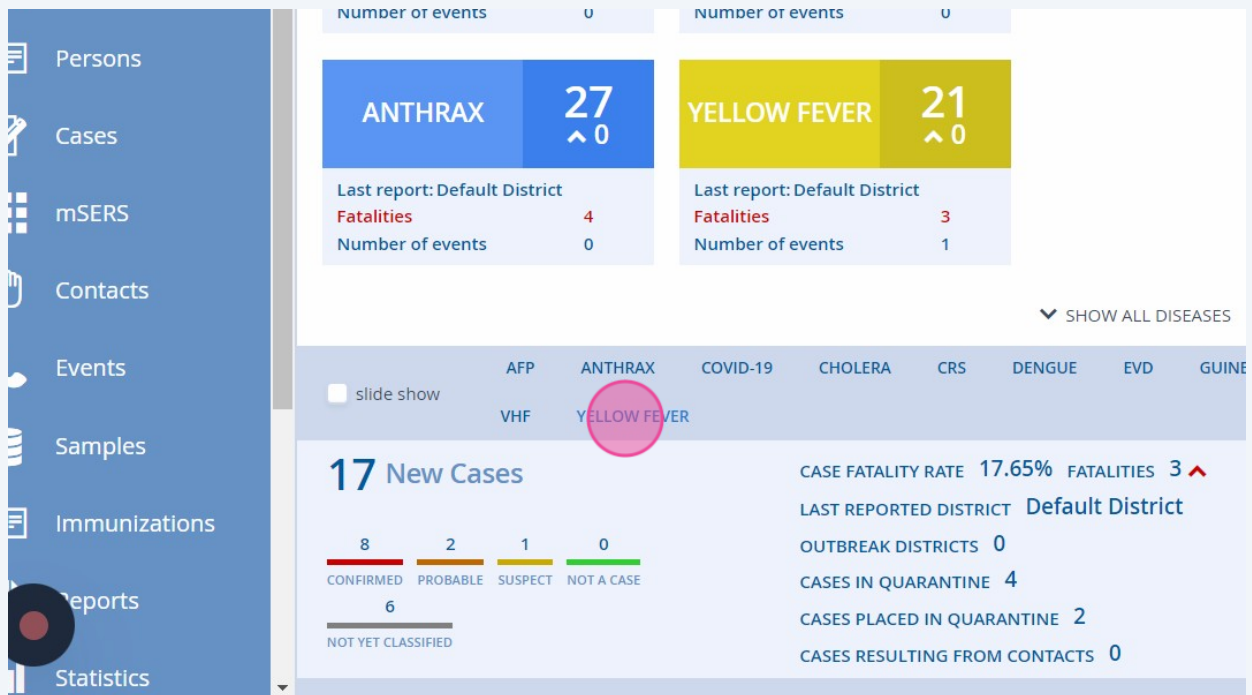 Number of events 0
Number of events 0
Persons
ANTHRAX 27
0
YELLOW FEVER 21
0
Cases
Last report: Default District
Fatalities 4
Number of events 0
Last report: Default District
Fatalities 3
Number of events 1
mSERS
Contacts
SHOW ALL DISEASES
Events
slide show
AFP ANTHRAX COVID-19 CHOLERA CRS DENGUE EVD GUINE
VHF YELLOW FEVER
Samples
17 New Cases
CASE FATALITY RATE 17.65% FATALITIES 3
LAST REPORTED DISTRICT Default District
Immunizations
8 2 1 0
CONFIRMED PROBABLE SUSPECT NOT A CASE
6
NOT YET CLASSIFIED
OUTBREAK DISTRICTS 0
CASES IN QUARANTINE 4
CASES PLACED IN QUARANTINE 2
CASES RESULTING FROM CONTACTS 0
eports
Statistics